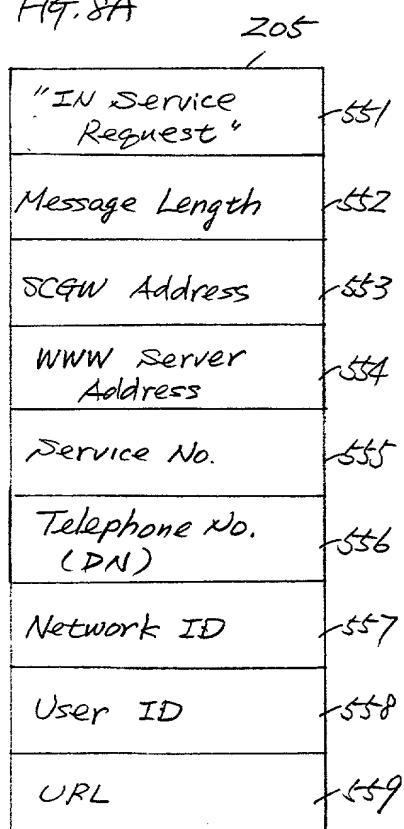 FIG. 8A
205
"IN Service
Request"
551
Message Length
552
SCGW Address
553
WWW Server
Address
554
Service No.
555
Telephone No.
(DN)
556
Network ID
557
User ID
558
URL
559